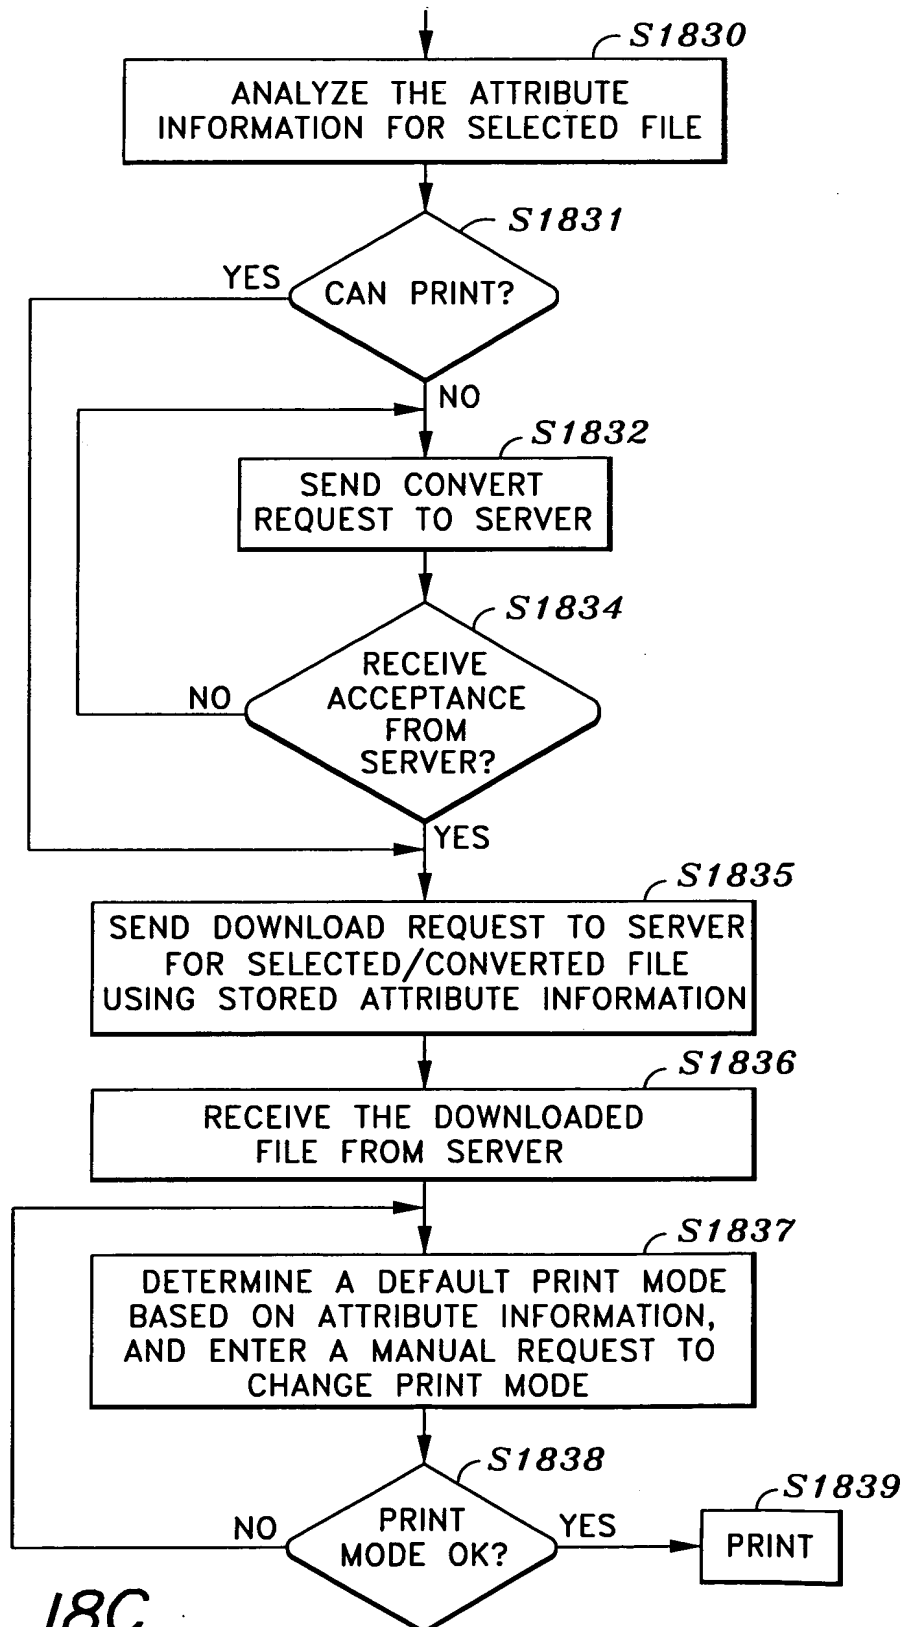 S1830
ANALYZE THE ATTRIBUTE
INFORMATION FOR SELECTED FILE
S1831
YES
CAN PRINT?
NO
S1832
SEND CONVERT
REQUEST TO SERVER
S1834
NO
RECEIVE
ACCEPTANCE
FROM
SERVER?
YES
S1835
SEND DOWNLOAD REQUEST TO SERVER
FOR SELECTED/CONVERTED FILE
USING STORED ATTRIBUTE INFORMATION
S1836
RECEIVE THE DOWNLOADED
FILE FROM SERVER
S1837
DETERMINE A DEFAULT PRINT MODE
BASED ON ATTRIBUTE INFORMATION,
AND ENTER A MANUAL REQUEST TO
CHANGE PRINT MODE
S1838
NO
PRINT
MODE OK?
YES
S1839
PRINT
18C